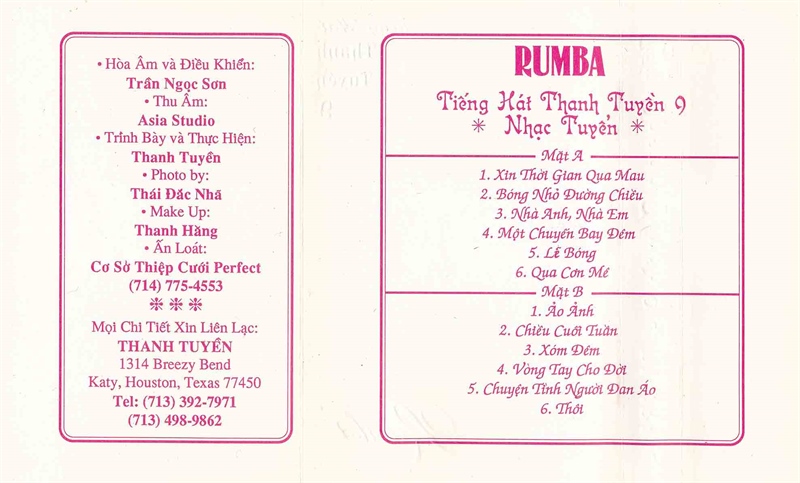 • Hòa Âm và Điều Khiển:
Trần Ngọc Sơn
• Thu Âm:
Asia Studio
• Trình Bày và Thực Hiện:
Thanh Tuyền
• Photo by:
Thái Đắc Nhã
• Make Up:
Thanh Hằng
• Ấn Loát:
Cơ Sở Thiệp Cưới Perfect
(714) 775-4553
❉ ❉ ❉
Mọi Chi Tiết Xin Liên Lạc:
THANH TUYỀN
1314 Breezy Bend
Katy, Houston, Texas 77450
Tel: (713) 392-7971
(713) 498-9862
RUMBA
Tiếng Hát Thanh Tuyền 9
✳ Nhạc Tuyển ✳
Mặt A
1. Xin Thời Gian Qua Mau
2. Bóng Nhỏ Đường Chiều
3. Nhà Anh, Nhà Em
4. Một Chuyến Bay Đêm
5. Lẻ Bóng
6. Qua Cơn Mê
Mặt B
1. Ảo Ảnh
2. Chiều Cuối Tuần
3. Xóm Đêm
4. Vòng Tay Cho Đời
5. Chuyện Tình Người Đan Áo
6. Thôi